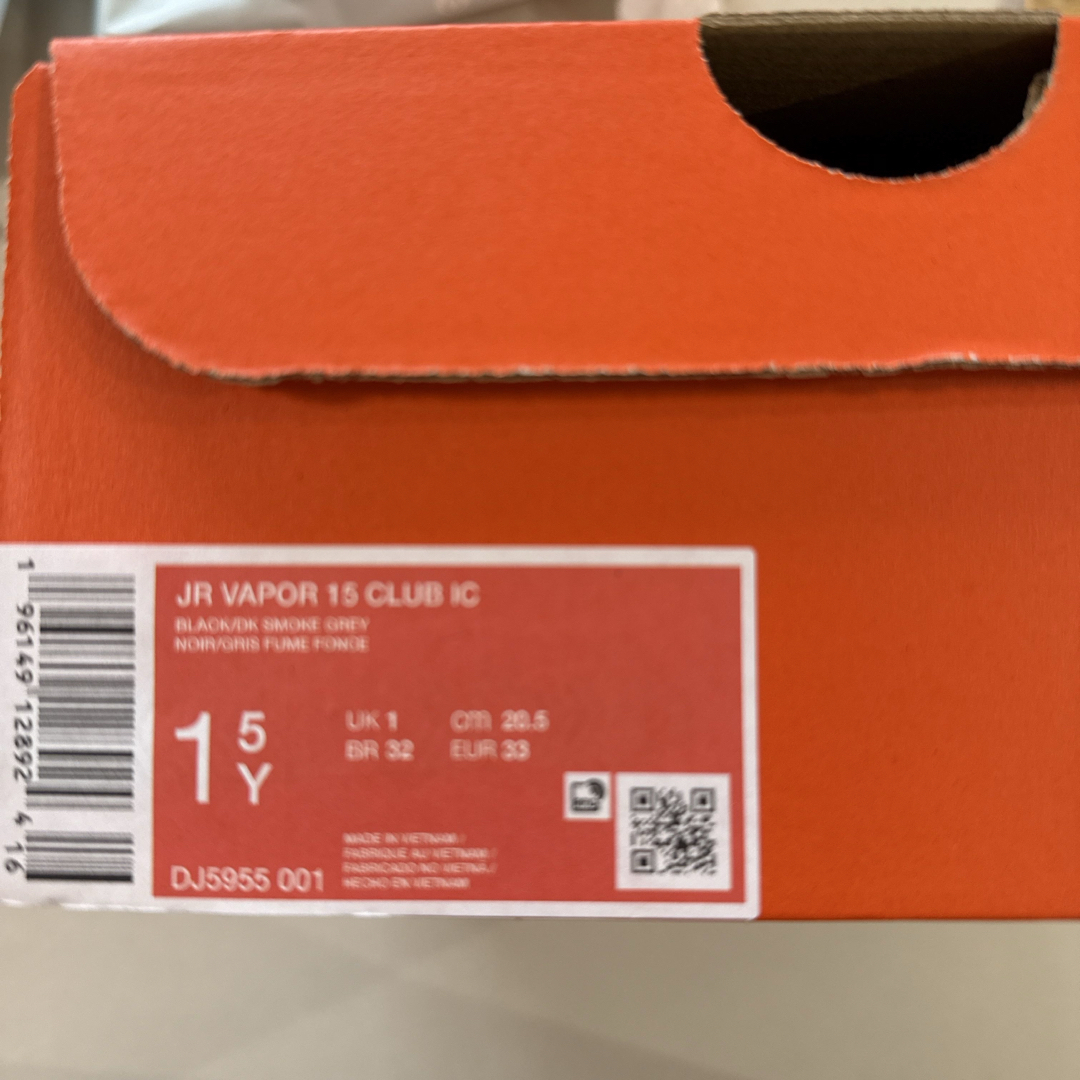 JR VAPOR 15 CLUB IC
BLACK/DK SMOKE GREY
NOIR/GRIS FUME FONCE
1 5 Y
UK 1 CM 20.5
BR 32 EUR 33
MADE IN VIETNAM /
FABRIQUE AU VIETNAM /
FABRICADO NO VIETNA /
HECHO EN VIETNAM
DJ5955 001
1 96149 12892 4 16